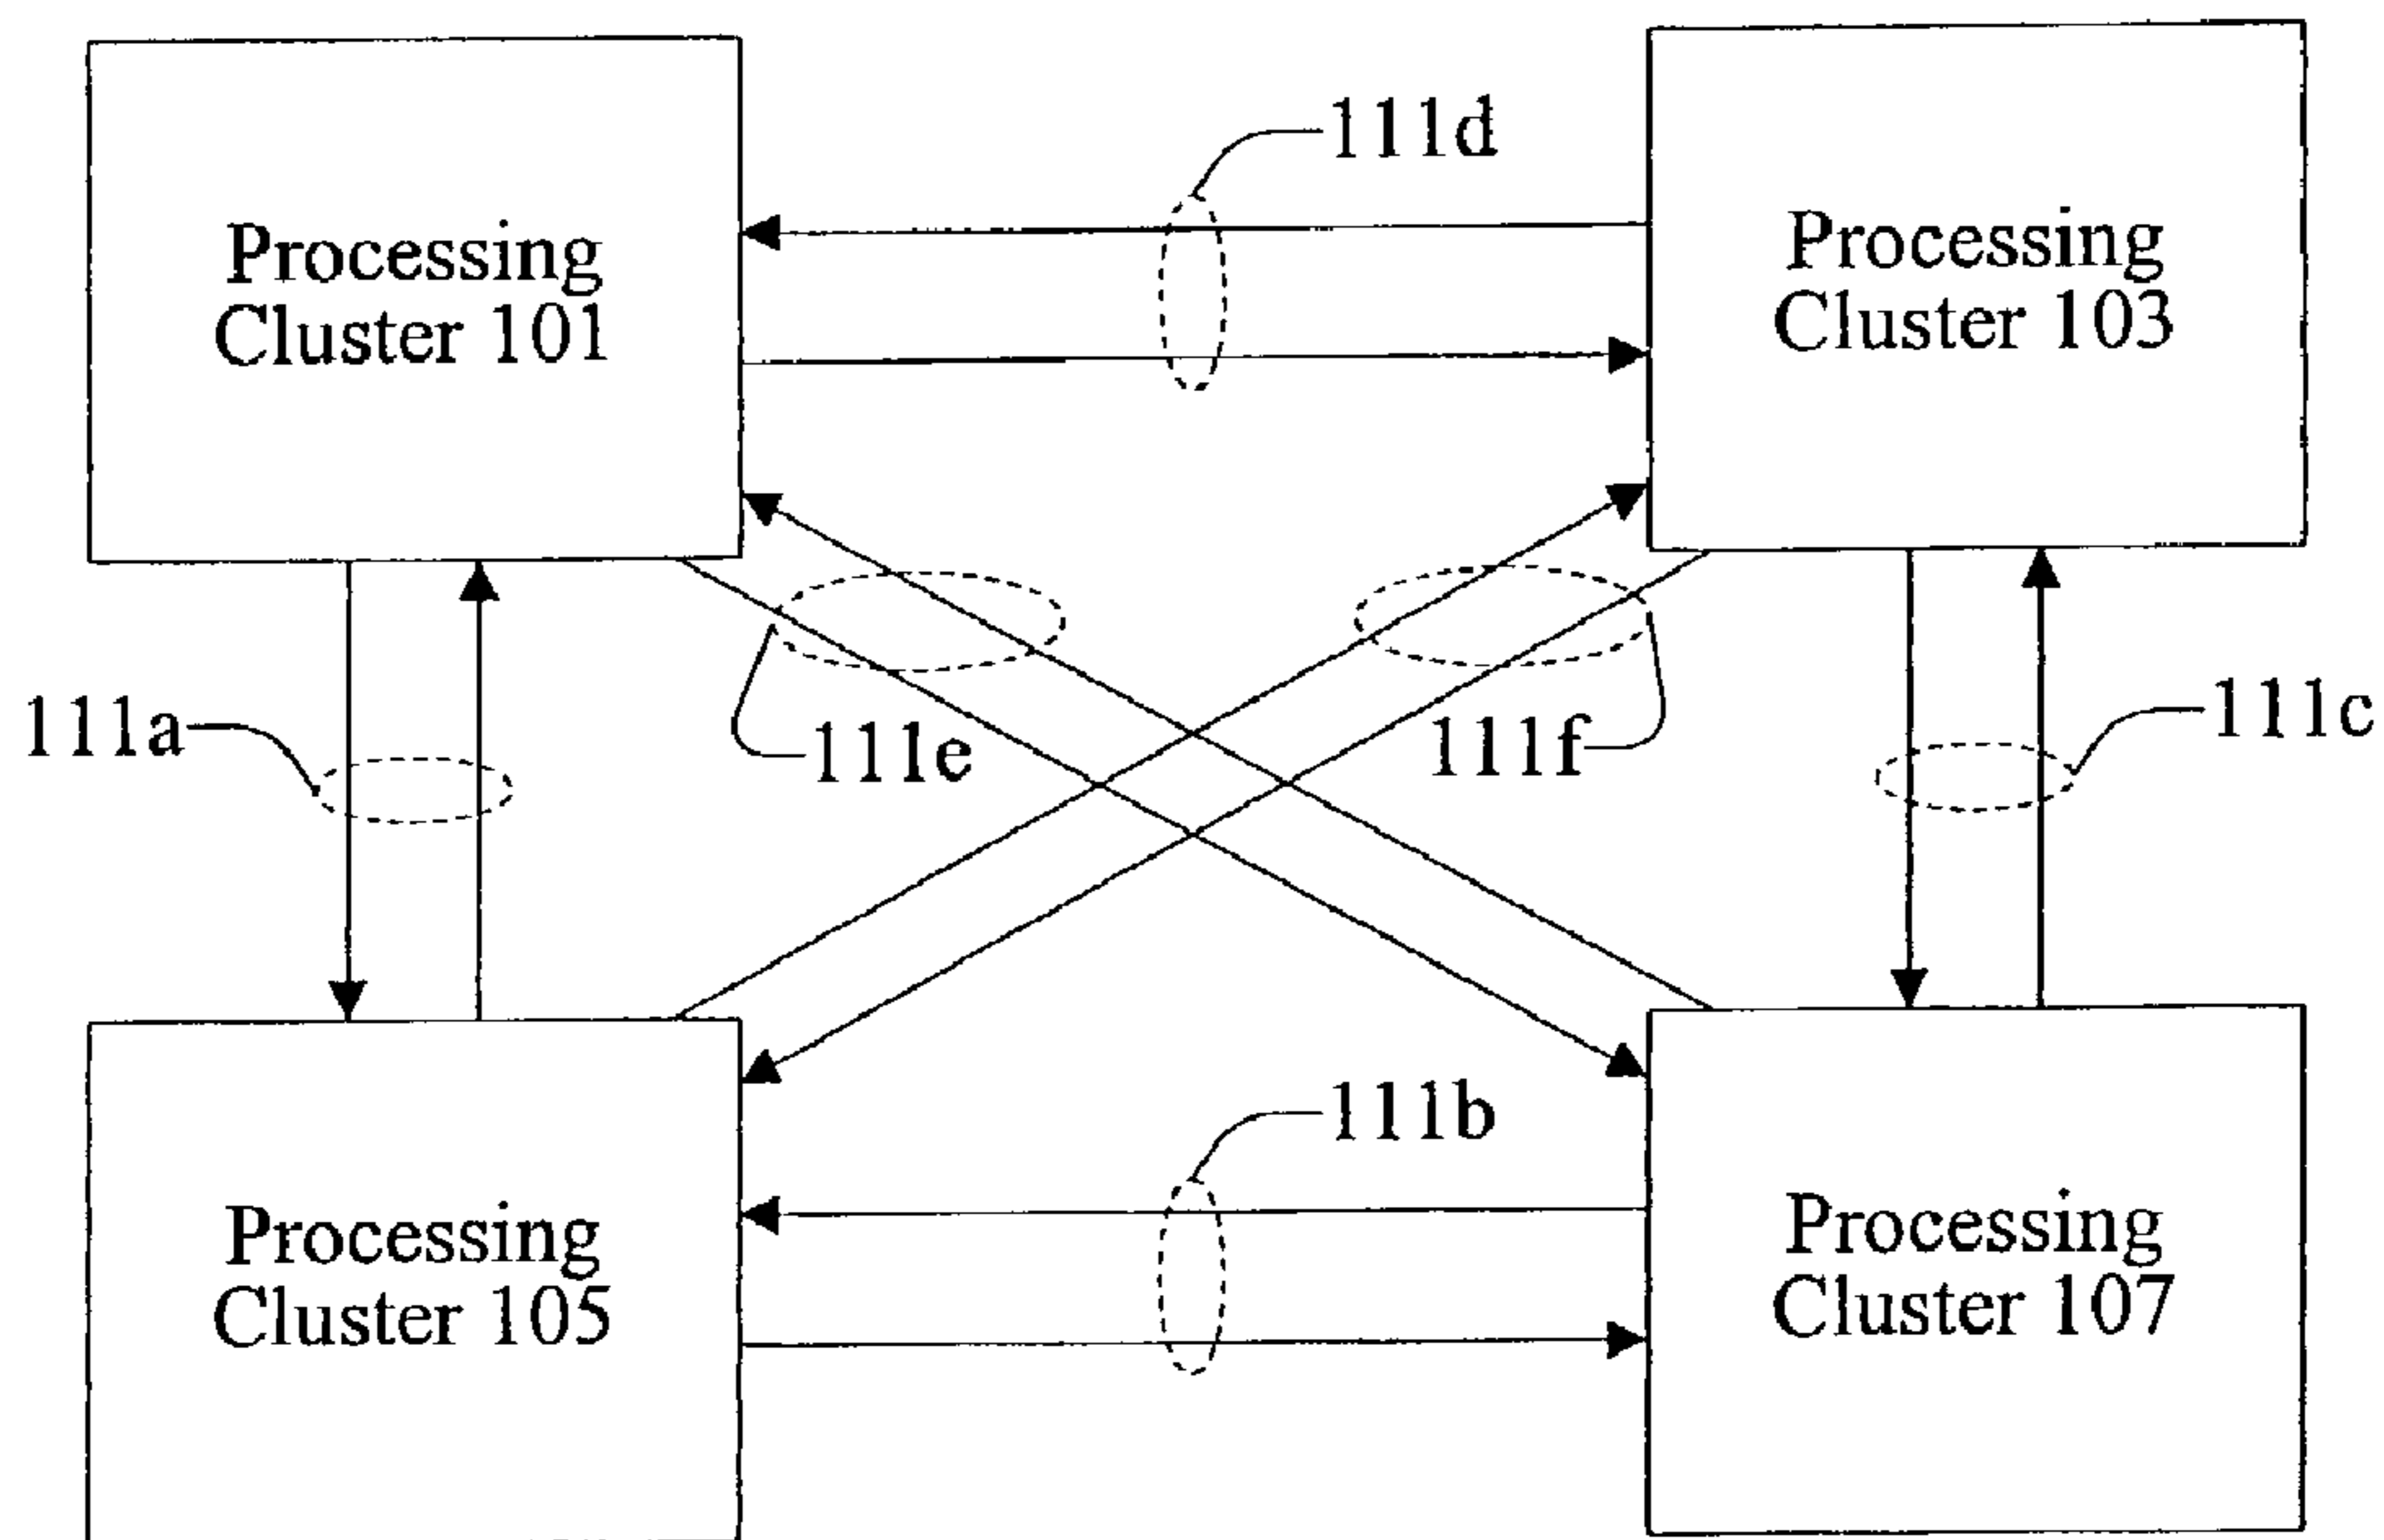 111d
Processing
Cluster 101
Processing
Cluster 103
111a
111e
111f
111c
111b
Processing
Cluster 105
Processing
Cluster 107